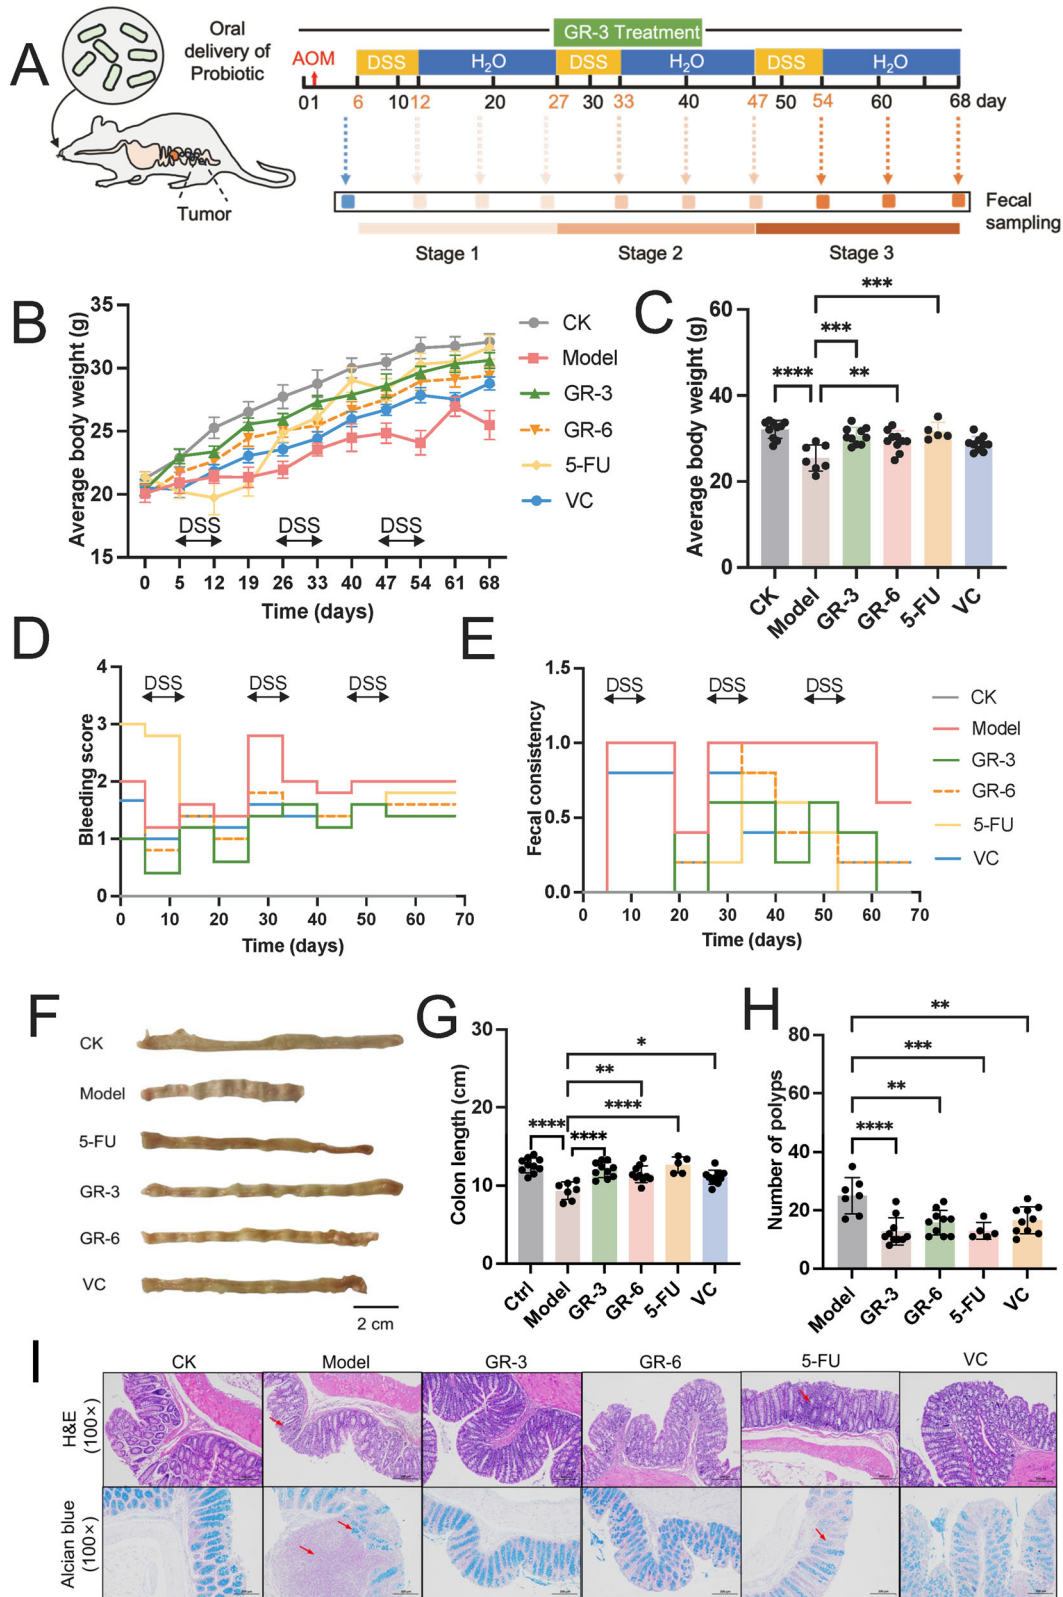 A
Oral
delivery of
Probiotic
Tumor
GR-3 Treatment
AOM
DSS H₂O DSS H₂O DSS H₂O
0 1 6 10 12 20 27 30 33 40 47 50 54 60 68 day
Fecal
sampling
Stage 1 Stage 2 Stage 3
B
Average body weight (g)
35
30
25
20
15
DSS DSS DSS
0 5 12 19 26 33 40 47 54 61 68
Time (days)
CK
Model
GR-3
GR-6
5-FU
VC
C
Average body weight (g)
60
40
20
0
***
***
**** **
CK Model GR-3 GR-6 5-FU VC
D
Bleeding score
4
3
2
1
0
DSS DSS DSS
0 10 20 30 40 50 60 70
Time (days)
E
Fecal consistency
1.5
1.0
0.5
0.0
DSS DSS DSS
0 10 20 30 40 50 60 70
Time (days)
CK
Model
GR-3
GR-6
5-FU
VC
F
CK
Model
5-FU
GR-3
GR-6
VC
2 cm
G
Colon length (cm)
30
20
10
0
*
**
****
**** ****
Ctrl Model GR-3 GR-6 5-FU VC
H
Number of polyps
80
60
40
20
0
**
***
**
****
Model GR-3 GR-6 5-FU VC
I
CK Model GR-3 GR-6 5-FU VC
H&E
(100×)
Alcian blue
(100×)